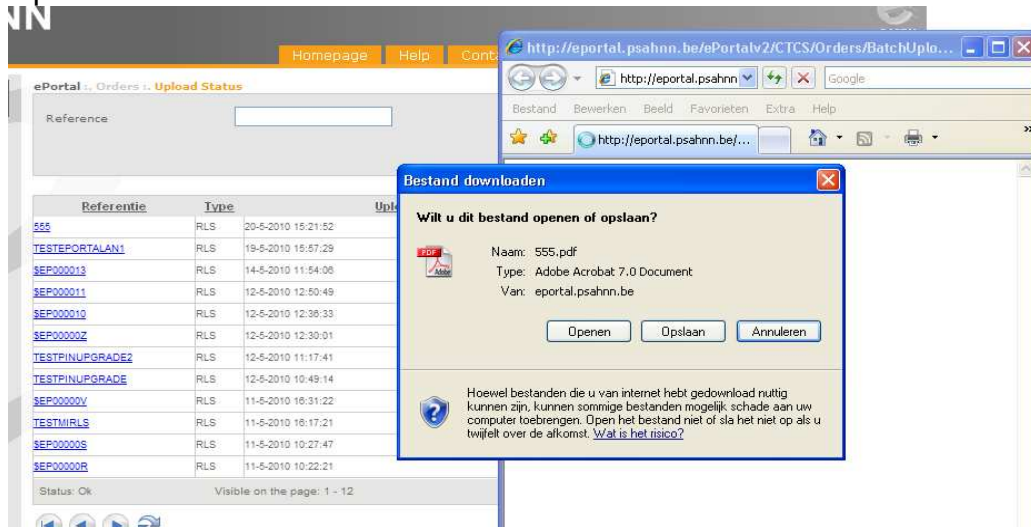 NN
Homepage Help Cont
ePortal :. Orders :. Upload Status
Reference
Referentie Type Uplo
555 RLS 20-5-2010 15:21:52
TESTEPORTALAN1 RLS 19-5-2010 15:57:29
$EP000013 RLS 14-5-2010 11:54:06
$EP000011 RLS 12-5-2010 12:50:49
$EP000010 RLS 12-5-2010 12:36:33
$EP00000Z RLS 12-5-2010 12:30:01
TESTPINUPGRADE2 RLS 12-5-2010 11:17:41
TESTPINUPGRADE RLS 12-5-2010 10:49:14
$EP00000V RLS 11-5-2010 16:31:22
TESTMIRLS RLS 11-5-2010 16:17:21
$EP00000S RLS 11-5-2010 10:27:47
$EP00000R RLS 11-5-2010 10:22:21
Status: Ok Visible on the page: 1 - 12
http://eportal.psahnn.be/ePortalv2/CTCS/Orders/BatchUplo...
http://eportal.psahnn Google
Bestand Bewerken Beeld Favorieten Extra Help
http://eportal.psahnn.be/... »
Bestand downloaden
Wilt u dit bestand openen of opslaan?
PDF
Adobe
Naam: 555.pdf
Type: Adobe Acrobat 7.0 Document
Van: eportal.psahnn.be
Openen Opslaan Annuleren
Hoewel bestanden die u van internet hebt gedownload nuttig
kunnen zijn, kunnen sommige bestanden mogelijk schade aan uw
computer toebrengen. Open het bestand niet of sla het niet op als u
twijfelt over de afkomst. Wat is het risico?